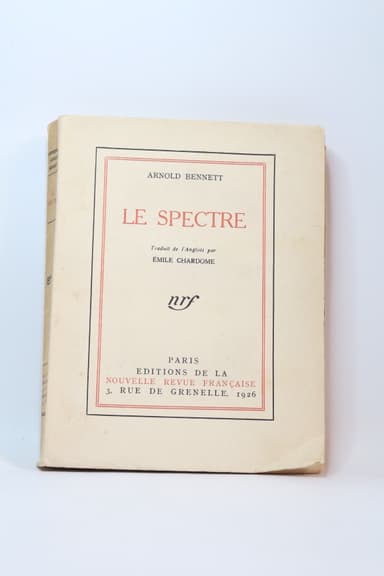 ARNOLD BENNETT
LE SPECTRE
Traduit de l'Anglais par
ÉMILE CHARDOME
nrf
PARIS
EDITIONS DE LA
NOUVELLE REVUE FRANÇAISE
3, RUE DE GRENELLE, 1926